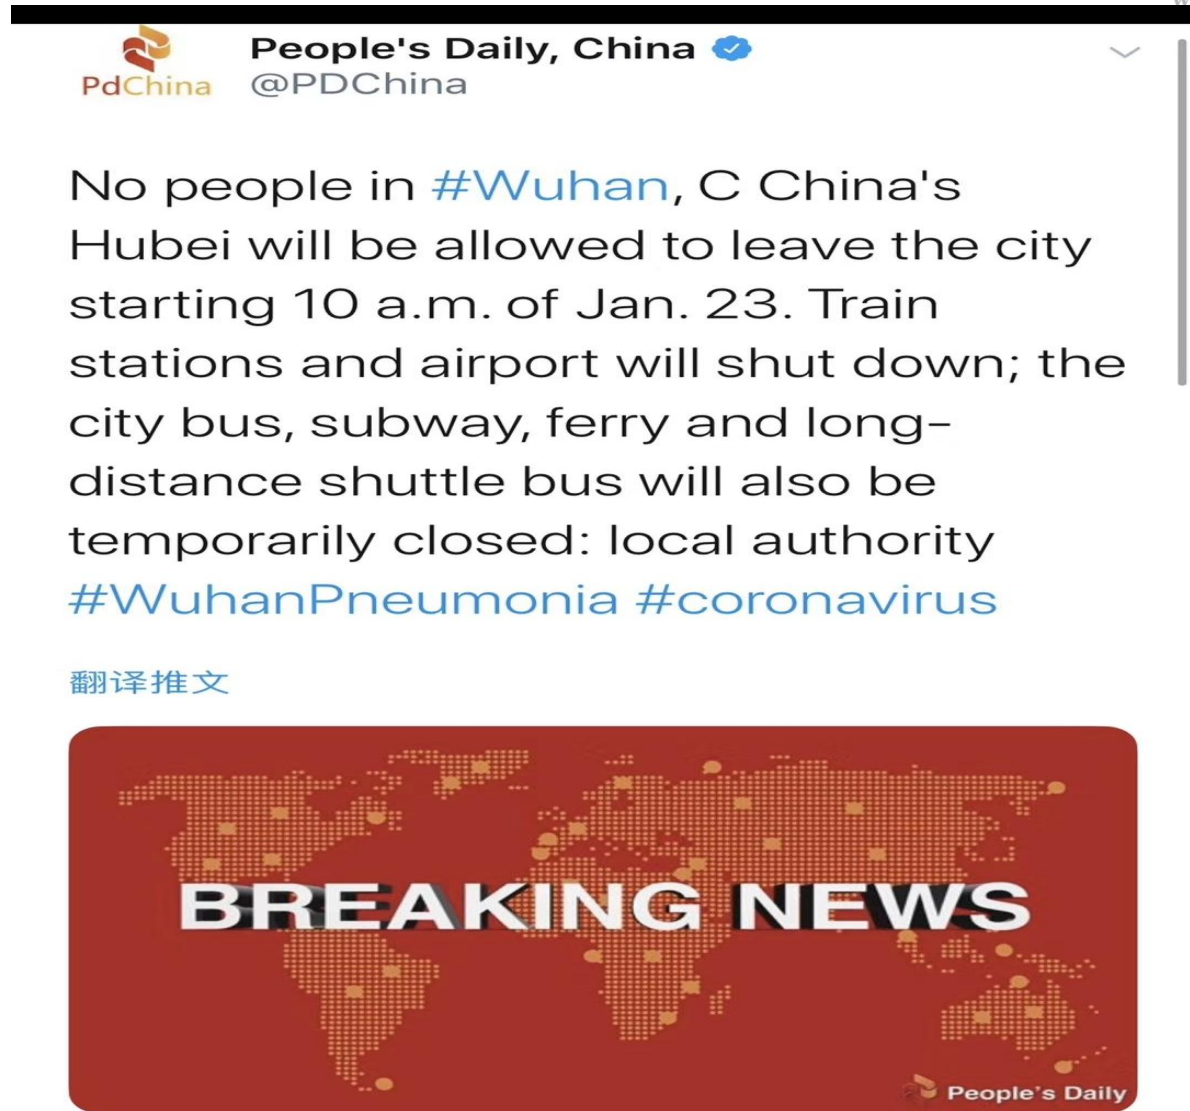 People's Daily, China
PdChina @PDChina
No people in #Wuhan, C China's
Hubei will be allowed to leave the city
starting 10 a.m. of Jan. 23. Train
stations and airport will shut down; the
city bus, subway, ferry and long-
distance shuttle bus will also be
temporarily closed: local authority
#WuhanPneumonia #coronavirus
翻译推文
BREAKING NEWS
People's Daily